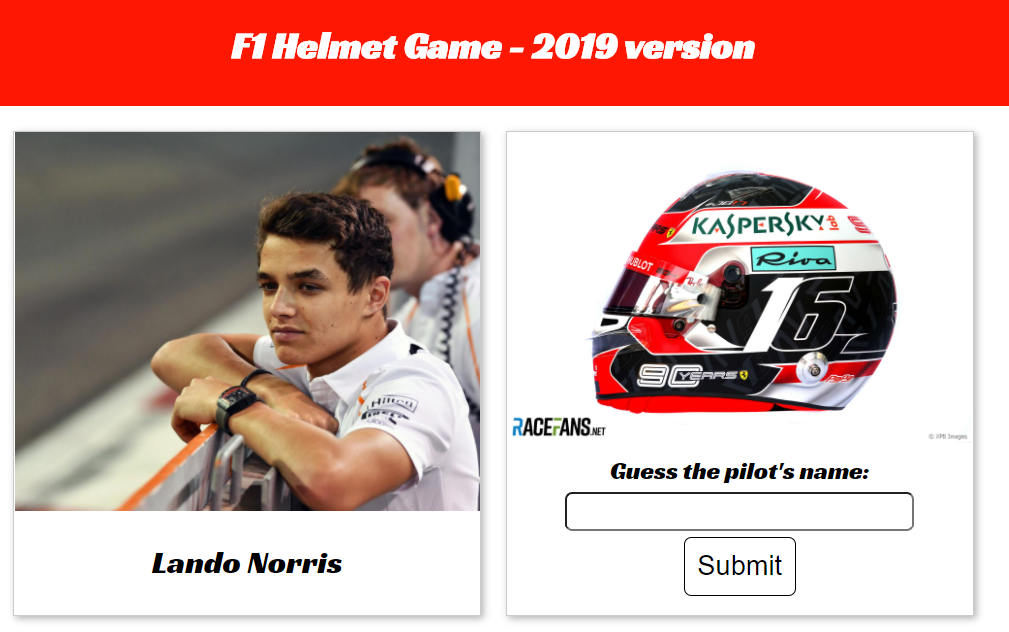 F1 Helmet Game - 2019 version
Hilton
Lando Norris
KASPERSKY lab
Riva
HUBLOT
16
90 YEARS
RACEFANS.NET
© XPB Images
Guess the pilot's name:
Submit